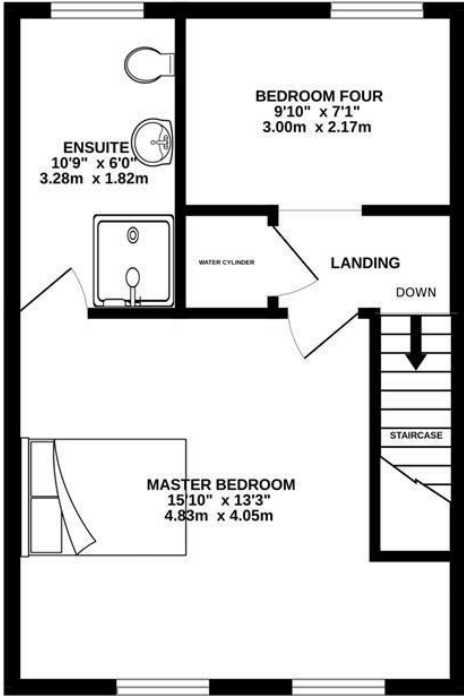 BEDROOM FOUR
9'10" x 7'1"
3.00m x 2.17m
ENSUITE
10'9" x 6'0"
3.28m x 1.82m
WATER CYLINDER
LANDING
DOWN
STAIRCASE
MASTER BEDROOM
15'10" x 13'3"
4.83m x 4.05m